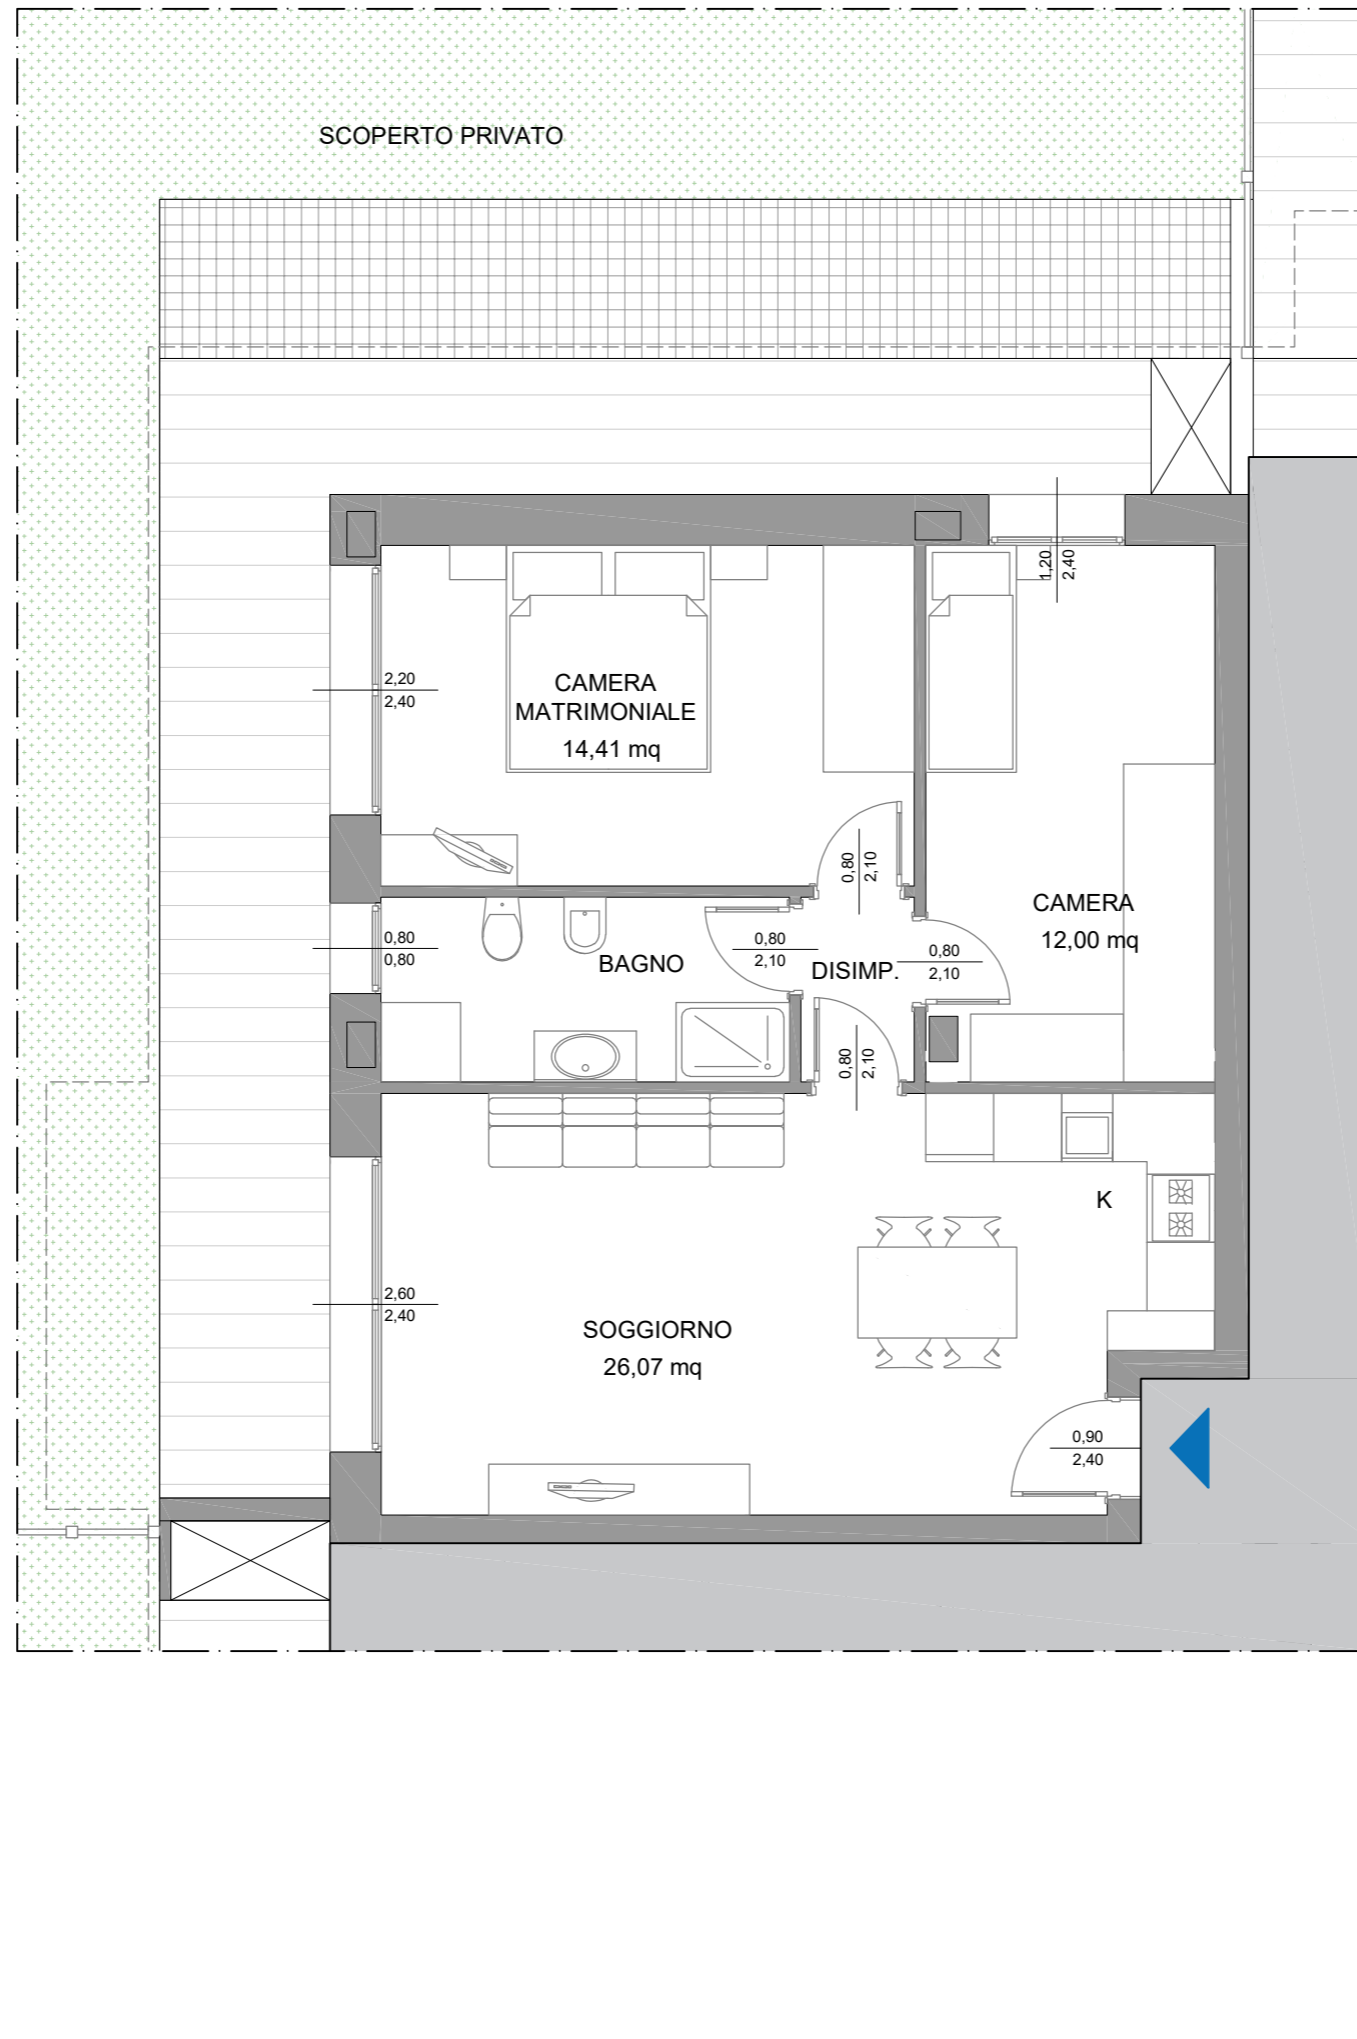 SCOPERTO PRIVATO
1,20
2,40
2,20
2,40
CAMERA
MATRIMONIALE
14,41 mq
0,80
2,10
CAMERA
12,00 mq
0,80
0,80
BAGNO
0,80
2,10
DISIMP.
0,80
2,10
0,80
2,10
K
2,60
2,40
SOGGIORNO
26,07 mq
0,90
2,40